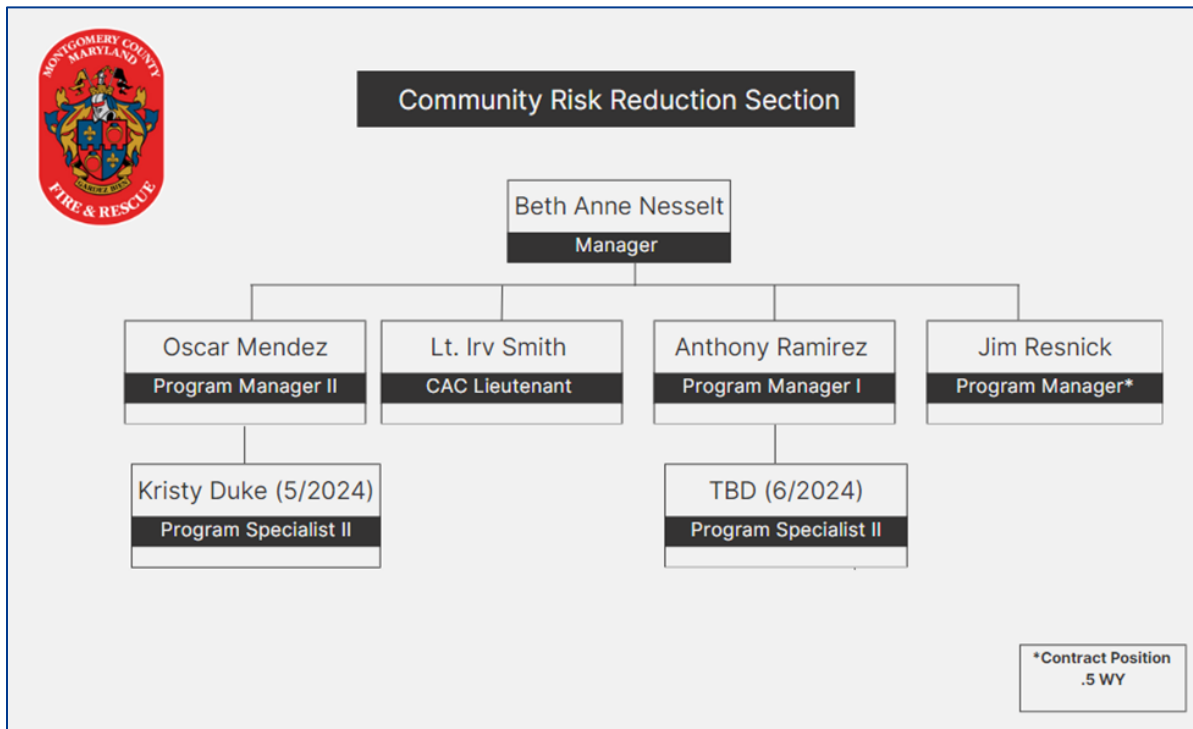 MONTGOMERY COUNTY
MARYLAND
GARDEZ BIEN
FIRE & RESCUE
Community Risk Reduction Section
Beth Anne Nesselt
Manager
Oscar Mendez
Program Manager II
Lt. Irv Smith
CAC Lieutenant
Anthony Ramirez
Program Manager I
Jim Resnick
Program Manager*
Kristy Duke (5/2024)
Program Specialist II
TBD (6/2024)
Program Specialist II
*Contract Position
.5 WY